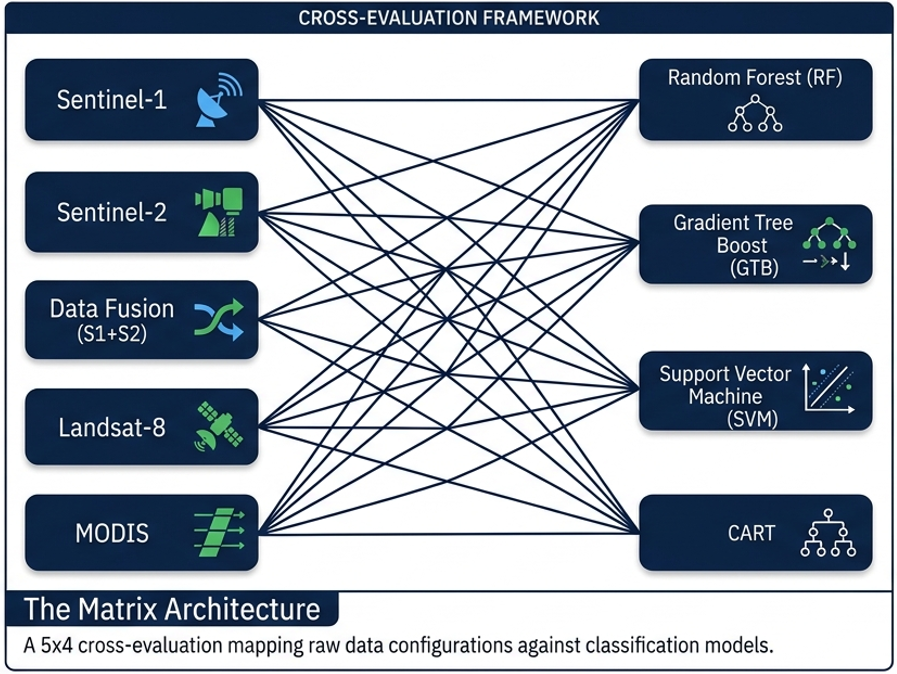 CROSS-EVALUATION FRAMEWORK
Sentinel-1
Sentinel-2
Data Fusion
(S1+S2)
Landsat-8
MODIS
Random Forest (RF)
Gradient Tree
Boost
(GTB)
Support Vector
Machine
(SVM)
CART
The Matrix Architecture
A 5x4 cross-evaluation mapping raw data configurations against classification models.